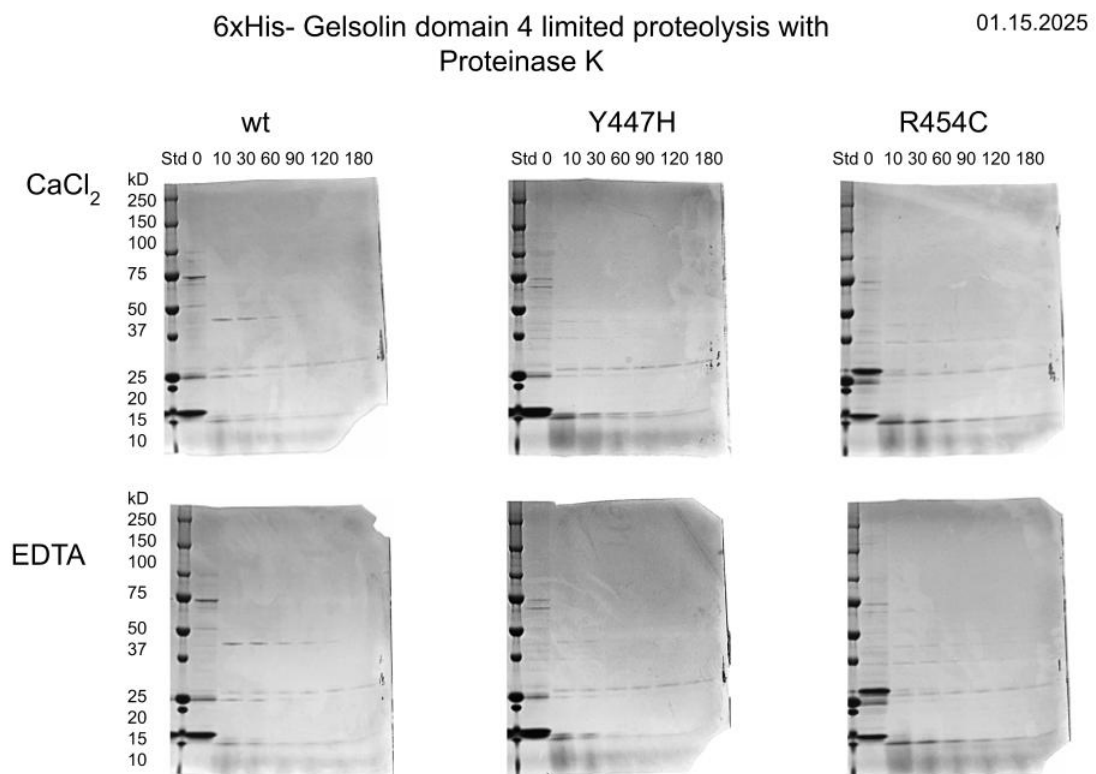 6xHis- Gelsolin domain 4 limited proteolysis with
Proteinase K
01.15.2025
wt
Y447H
R454C
Std 0 10 30 60 90 120 180
Std 0 10 30 60 90 120 180
Std 0 10 30 60 90 120 180
CaCl₂
kD
250
150
100
75
50
37
25
20
15
10
EDTA
kD
250
150
100
75
50
37
25
20
15
10